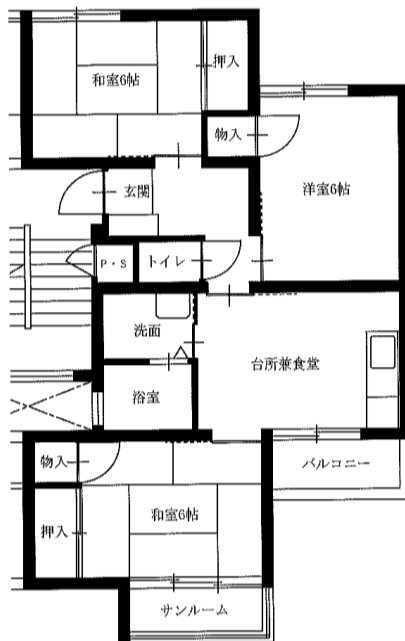 和室6帖
押入
物入
玄関
洋室6帖
P・S
トイレ
洗面
台所兼食堂
浴室
物入
バルコニー
押入
和室6帖
サンルーム